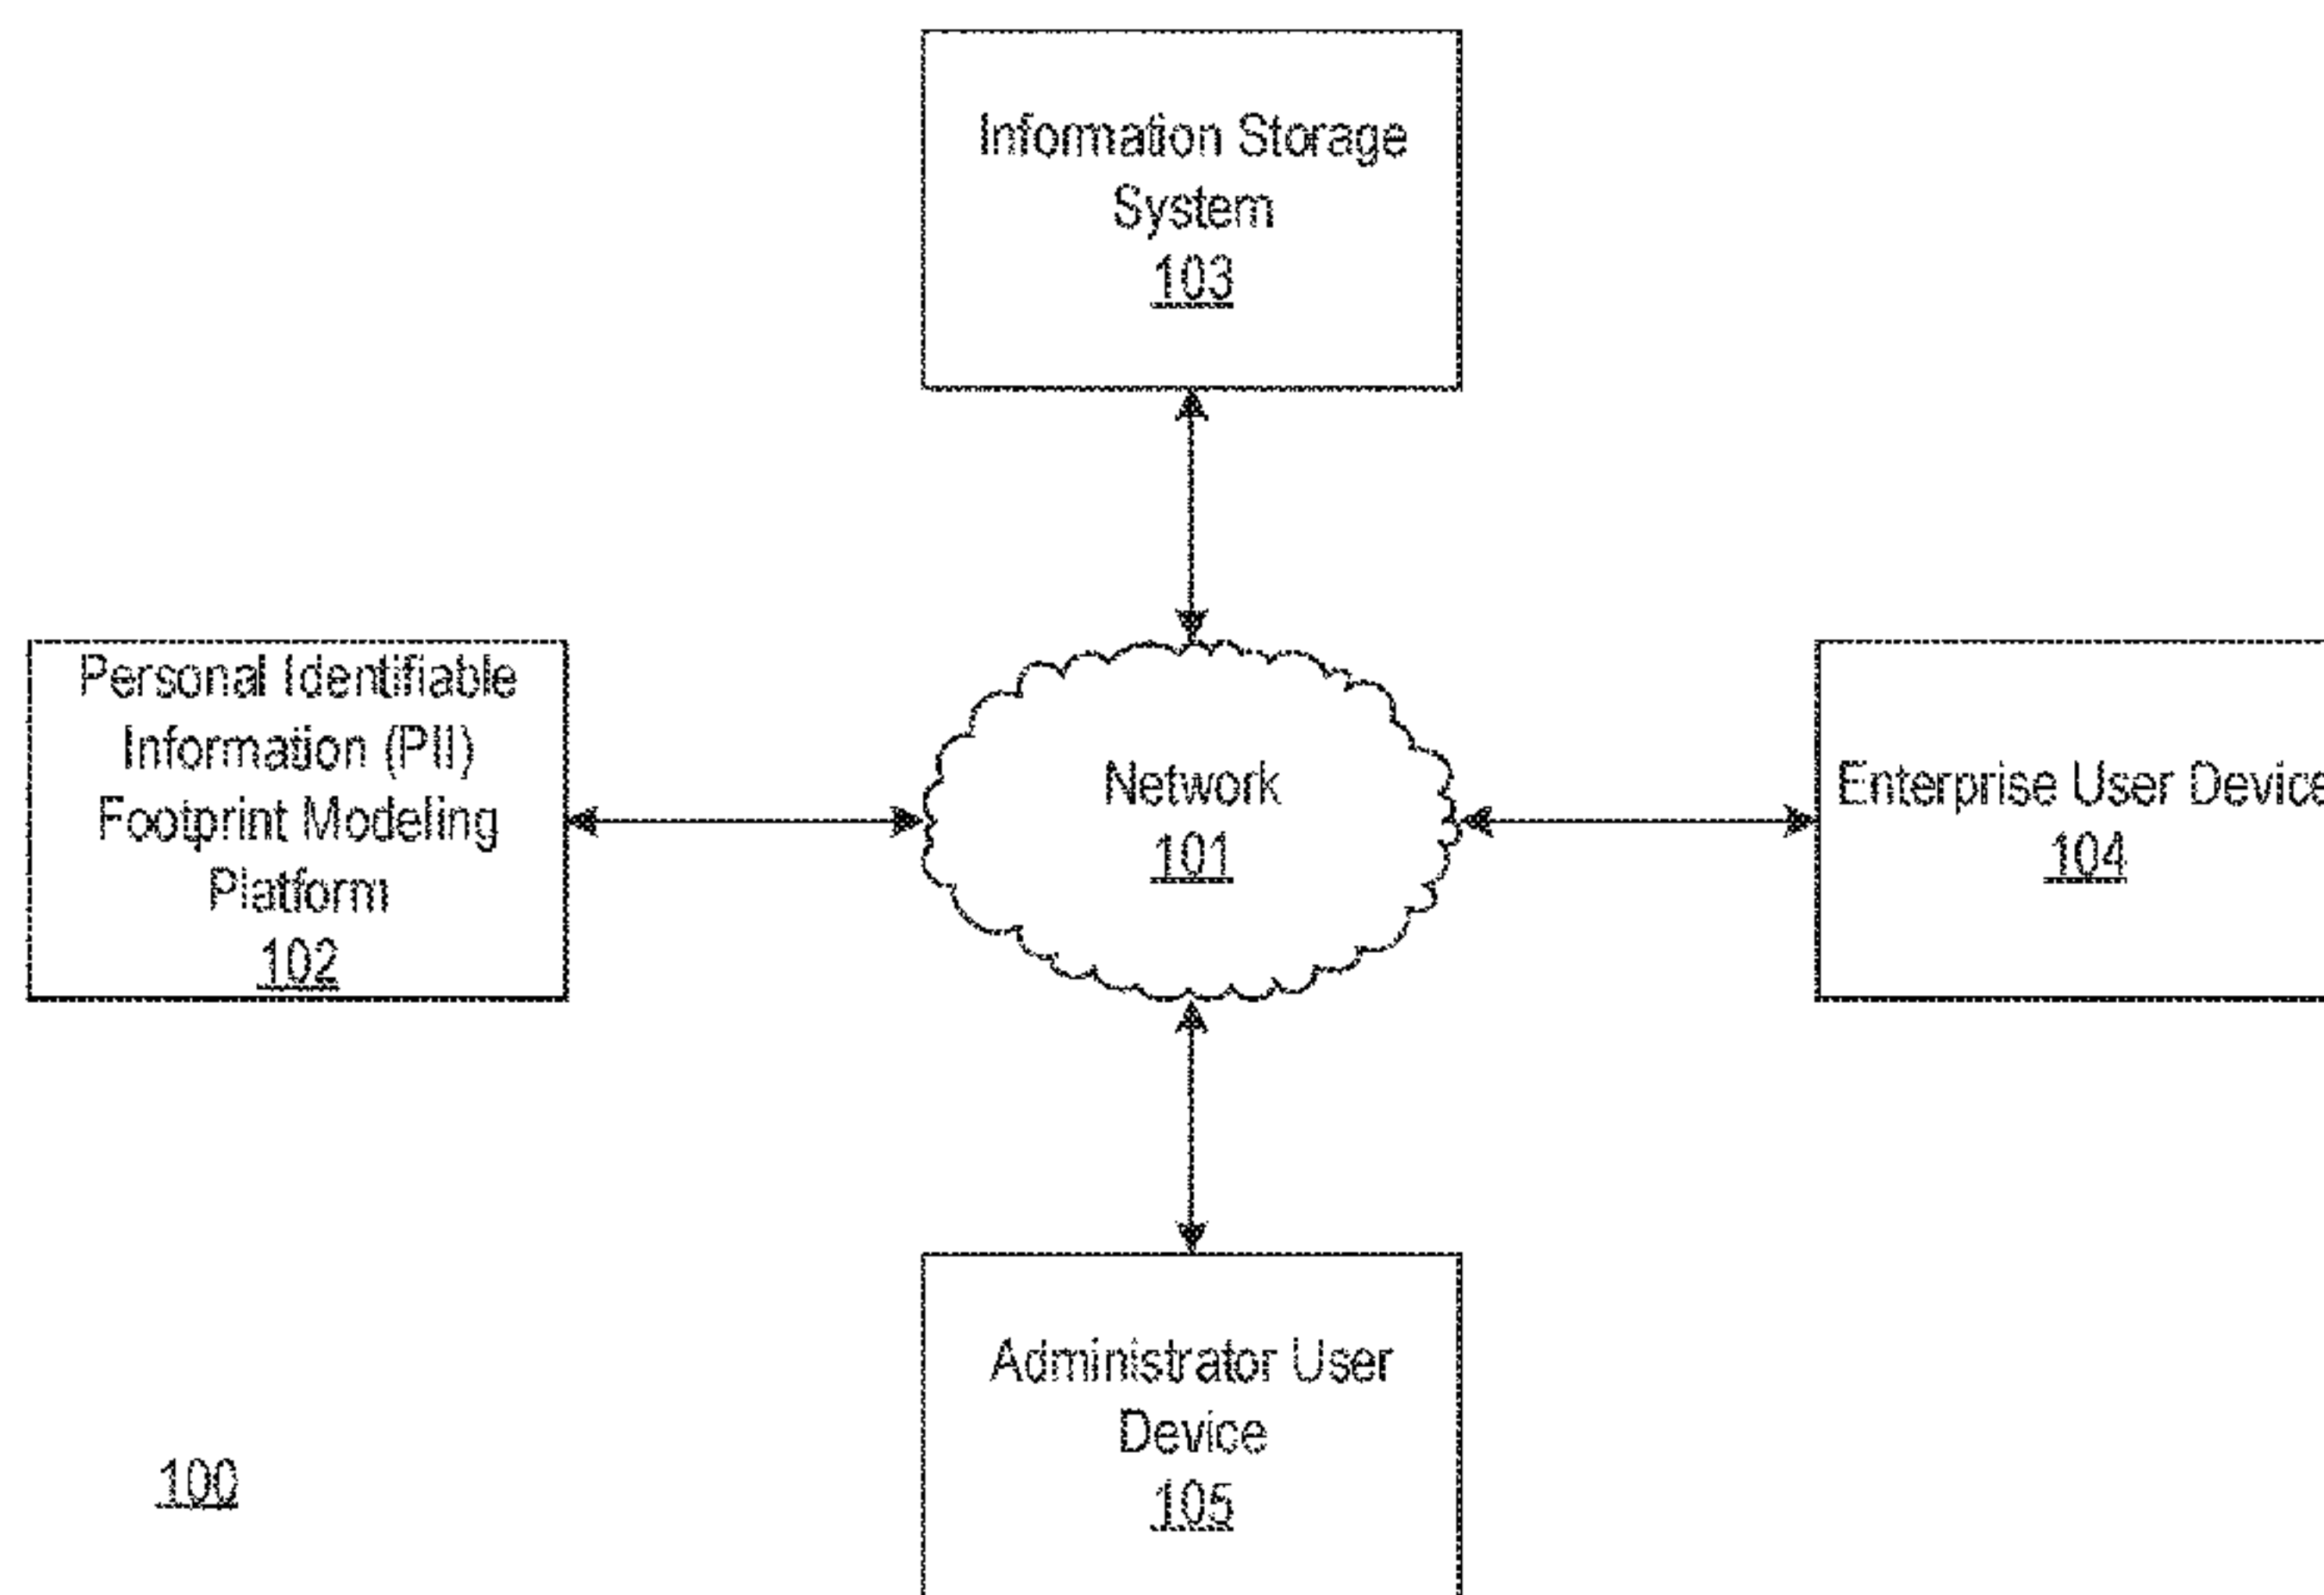 Information Storage
System
103
Personal Identifiable
Information (PII)
Footprint Modeling
Platform
102
Network
101
Enterprise User Device
104
Administrator User
Device
105
100